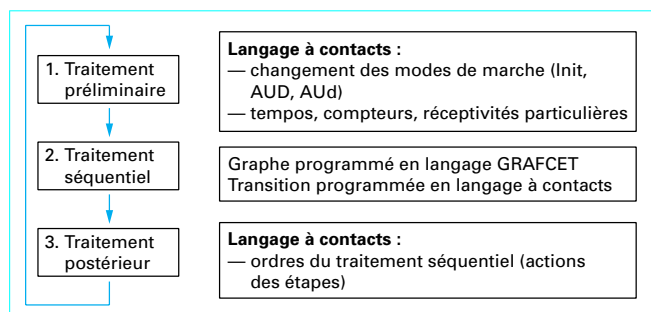 1. Traitement
préliminaire
Langage à contacts :
— changement des modes de marche (Init,
AUD, AUd)
— tempos, compteurs, réceptivités particulières
2. Traitement
séquentiel
Graphe programmé en langage GRAFCET
Transition programmée en langage à contacts
3. Traitement
postérieur
Langage à contacts :
— ordres du traitement séquentiel (actions
des étapes)